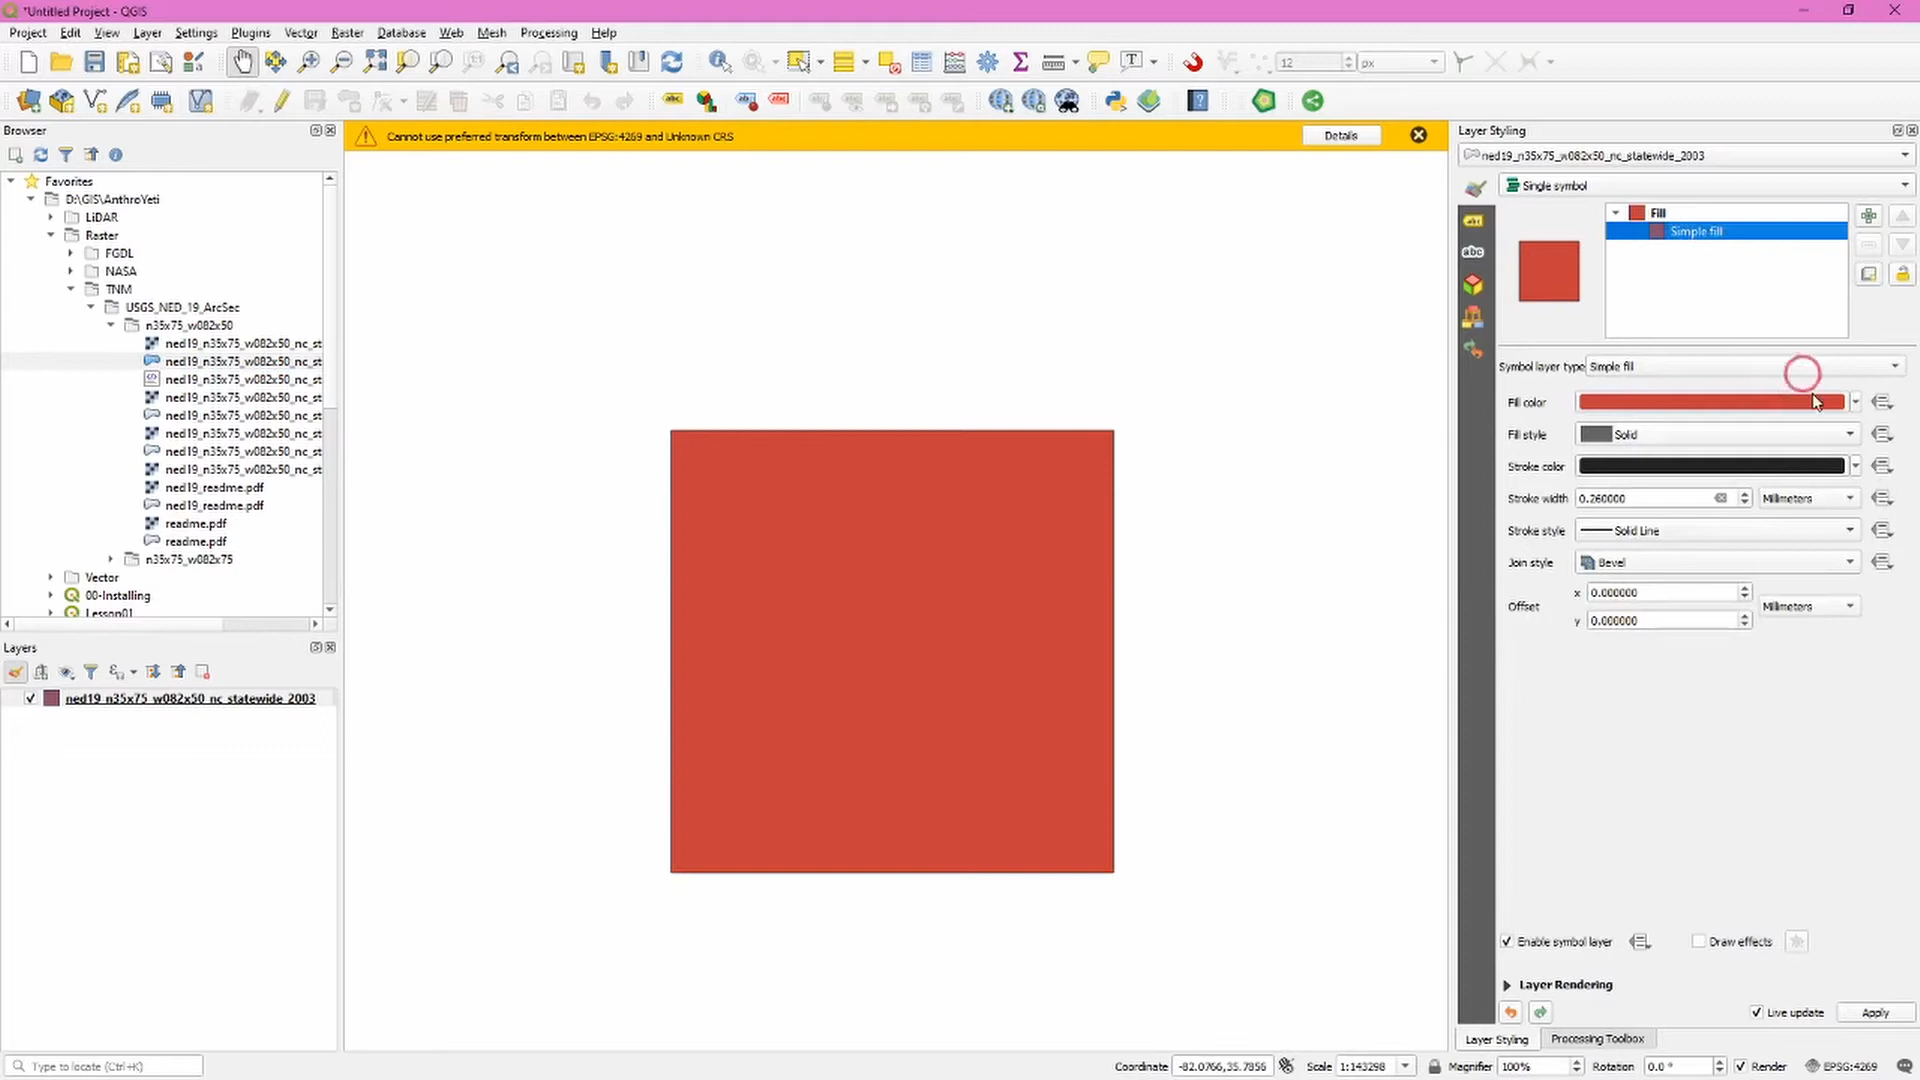 *Untitled Project - QGIS
Project Edit View Layer Settings Plugins Vector Raster Database Web Mesh Processing Help
12 px
Browser
Favorites
D:\GIS\AnthroYeti
LiDAR
Raster
FGDL
NASA
TNM
USGS_NED_19_ArcSec
n35x75_w082x50
ned19_n35x75_w082x50_nc_st
ned19_n35x75_w082x50_nc_st
ned19_n35x75_w082x50_nc_st
ned19_n35x75_w082x50_nc_st
ned19_n35x75_w082x50_nc_st
ned19_n35x75_w082x50_nc_st
ned19_n35x75_w082x50_nc_st
ned19_n35x75_w082x50_nc_st
ned19_readme.pdf
ned19_readme.pdf
readme.pdf
readme.pdf
n35x75_w082x75
Vector
00-Installing
Lesson01
Layers
ned19_n35x75_w082x50_nc_statewide_2003
Type to locate (Ctrl+K)
Cannot use preferred transform between EPSG:4269 and Unknown CRS Details
Layer Styling
ned19_n35x75_w082x50_nc_statewide_2003
Single symbol
Fill
Simple fill
Symbol layer type Simple fill
Fill color
Fill style Solid
Stroke color
Stroke width 0.260000 Millimeters
Stroke style Solid Line
Join style Bevel
Offset x 0.000000 Millimeters
y 0.000000
Enable symbol layer Draw effects
Layer Rendering
Live update Apply
Layer Styling Processing Toolbox
Coordinate -82.0766,35.7856 Scale 1:143298 Magnifier 100% Rotation 0.0 ° Render EPSG:4269